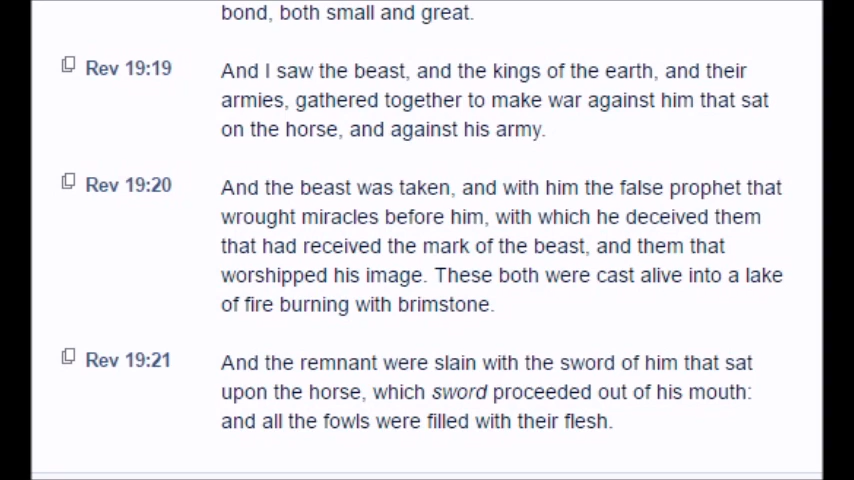 bond, both small and great.
Rev 19:19 And I saw the beast, and the kings of the earth, and their
armies, gathered together to make war against him that sat
on the horse, and against his army.
Rev 19:20 And the beast was taken, and with him the false prophet that
wrought miracles before him, with which he deceived them
that had received the mark of the beast, and them that
worshipped his image. These both were cast alive into a lake
of fire burning with brimstone.
Rev 19:21 And the remnant were slain with the sword of him that sat
upon the horse, which sword proceeded out of his mouth:
and all the fowls were filled with their flesh.